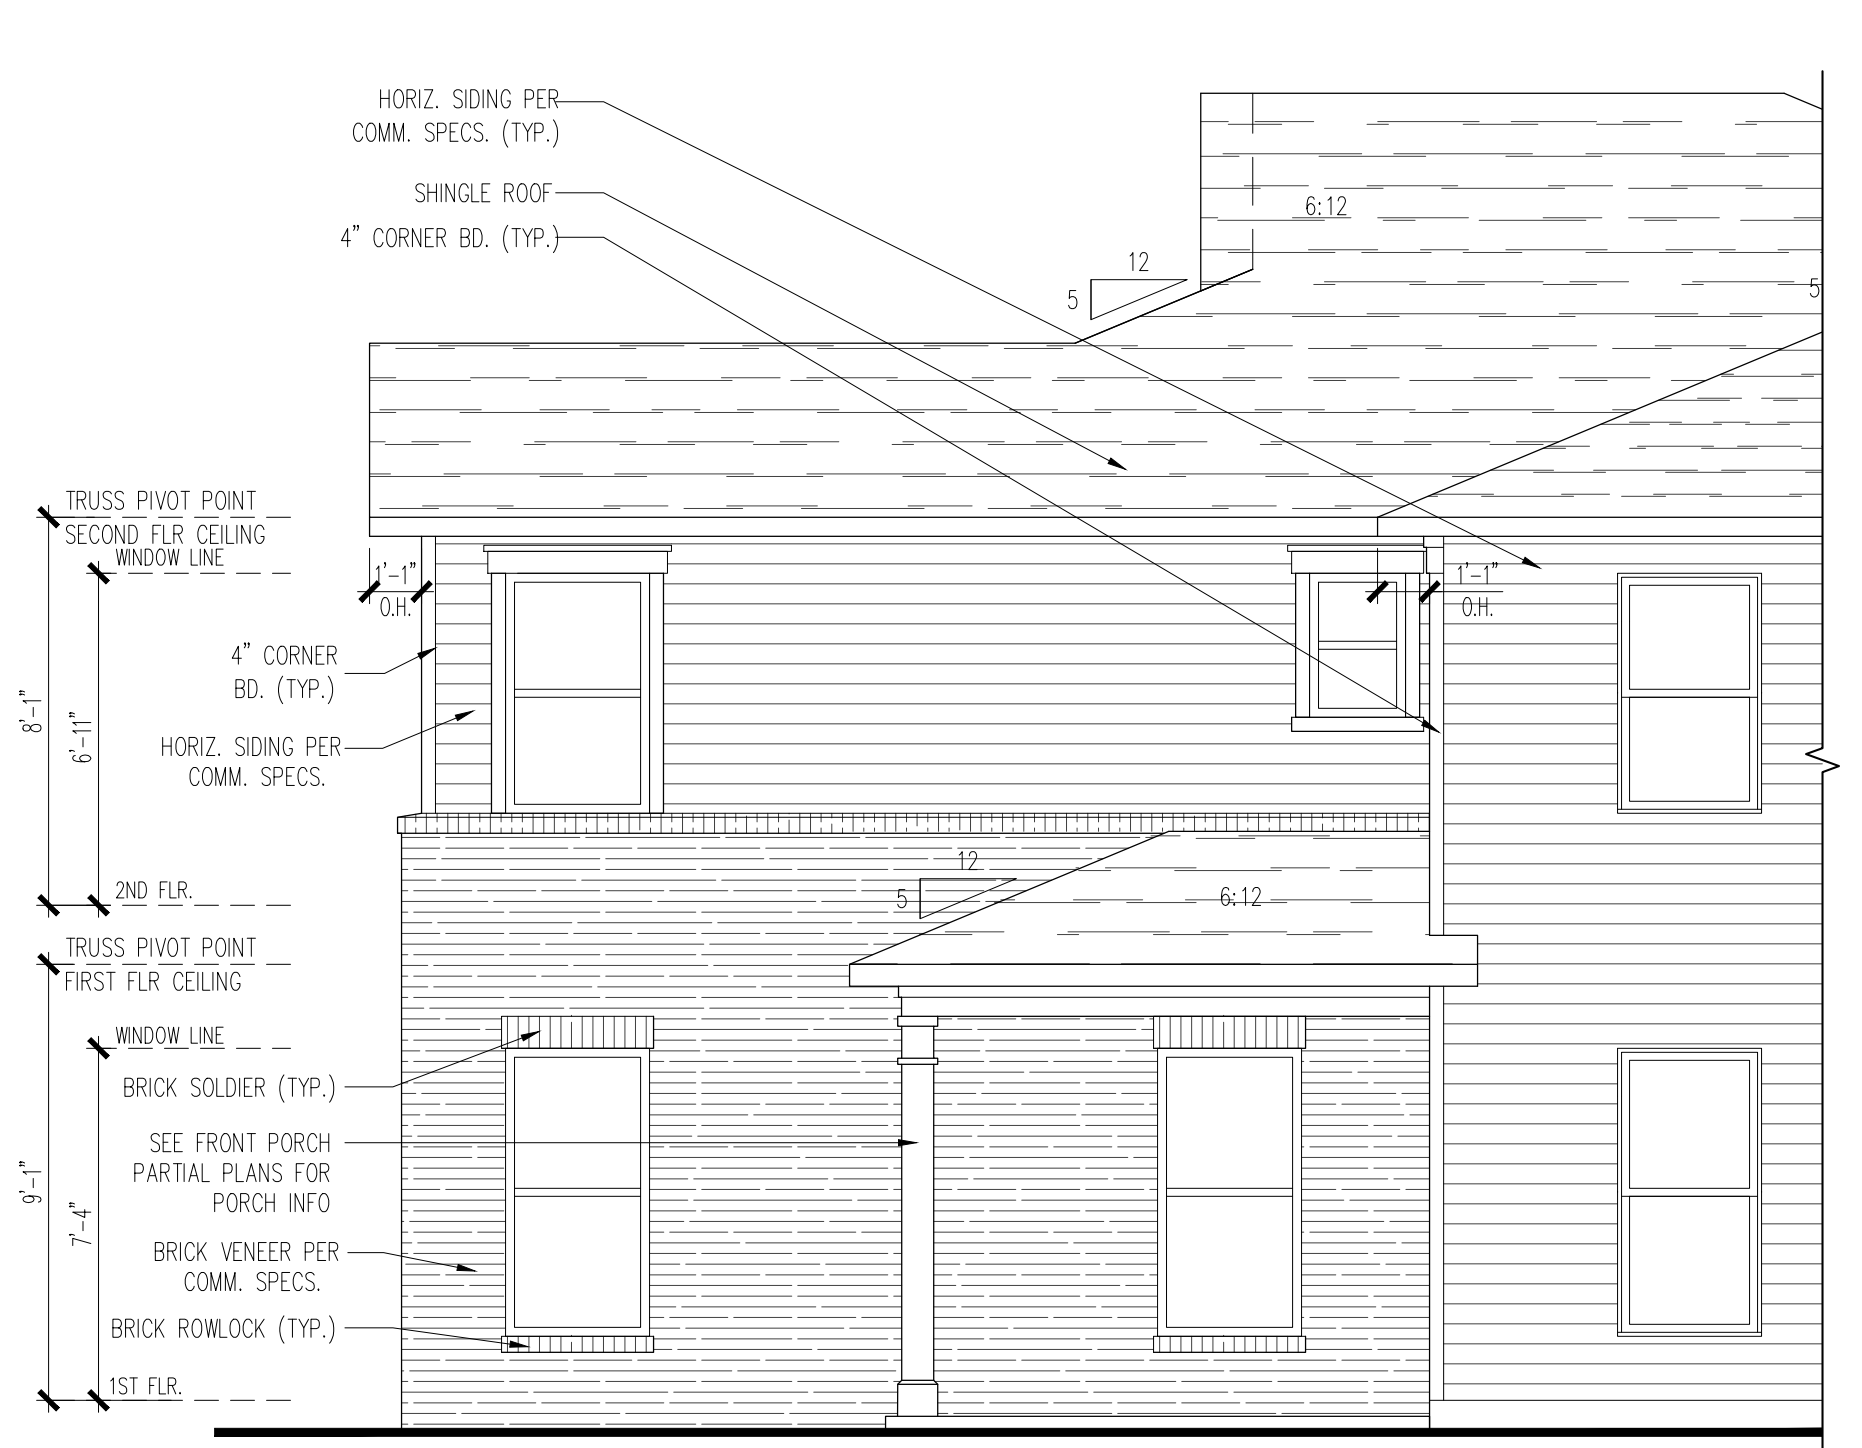 HORIZ. SIDING PER
COMM. SPECS. (TYP.)
SHINGLE ROOF
4" CORNER BD. (TYP.)
6:12
12
5
5
TRUSS PIVOT POINT
SECOND FLR CEILING
WINDOW LINE
1'-1"
O.H.
1'-1"
O.H.
4" CORNER
BD. (TYP.)
8'-1"
6'-11"
HORIZ. SIDING PER
COMM. SPECS.
12
5
6:12
2ND FLR.
TRUSS PIVOT POINT
FIRST FLR CEILING
WINDOW LINE
BRICK SOLDIER (TYP.)
SEE FRONT PORCH
PARTIAL PLANS FOR
PORCH INFO
9'-1"
7'-4"
BRICK VENEER PER
COMM. SPECS.
BRICK ROWLOCK (TYP.)
1ST FLR.